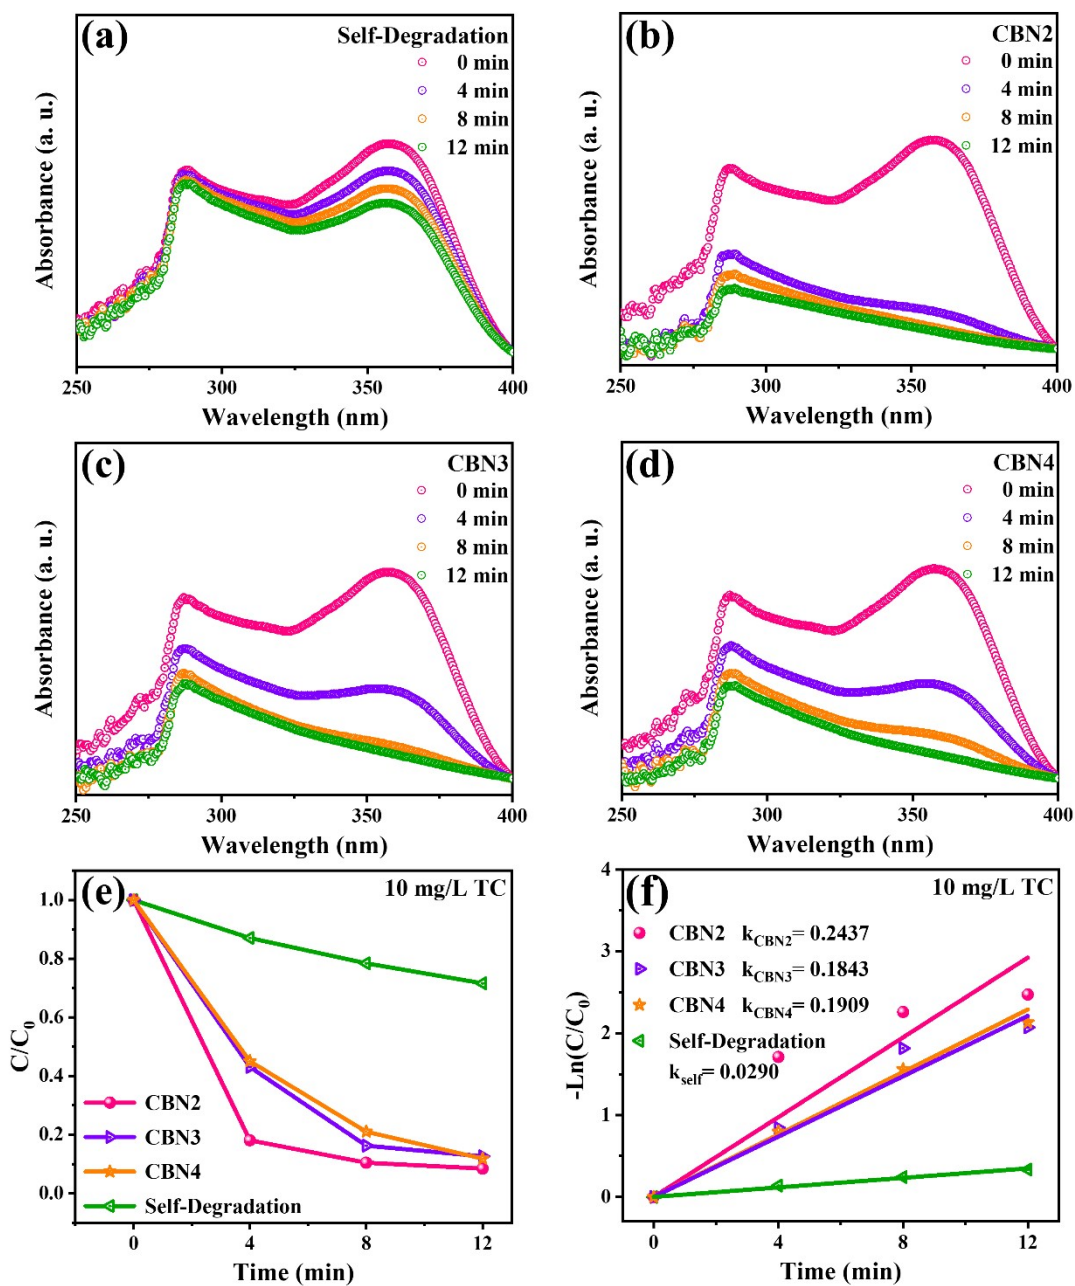 (a)
Self-Degradation
0 min
4 min
8 min
12 min
Absorbance (a. u.)
250 300 350 400
Wavelength (nm)
(b)
CBN2
0 min
4 min
8 min
12 min
Absorbance (a. u.)
250 300 350 400
Wavelength (nm)
(c)
CBN3
0 min
4 min
8 min
12 min
Absorbance (a. u.)
250 300 350 400
Wavelength (nm)
(d)
CBN4
0 min
4 min
8 min
12 min
Absorbance (a. u.)
250 300 350 400
Wavelength (nm)
(e)
10 mg/L TC
1.0
0.8
0.6
0.4
0.2
0.0
C/C₀
CBN2
CBN3
CBN4
Self-Degradation
0 4 8 12
Time (min)
(f)
10 mg/L TC
4
3
2
1
0
-Ln(C/C₀)
CBN2 k_CBN2= 0.2437
CBN3 k_CBN3= 0.1843
CBN4 k_CBN4= 0.1909
Self-Degradation
k_self= 0.0290
0 4 8 12
Time (min)